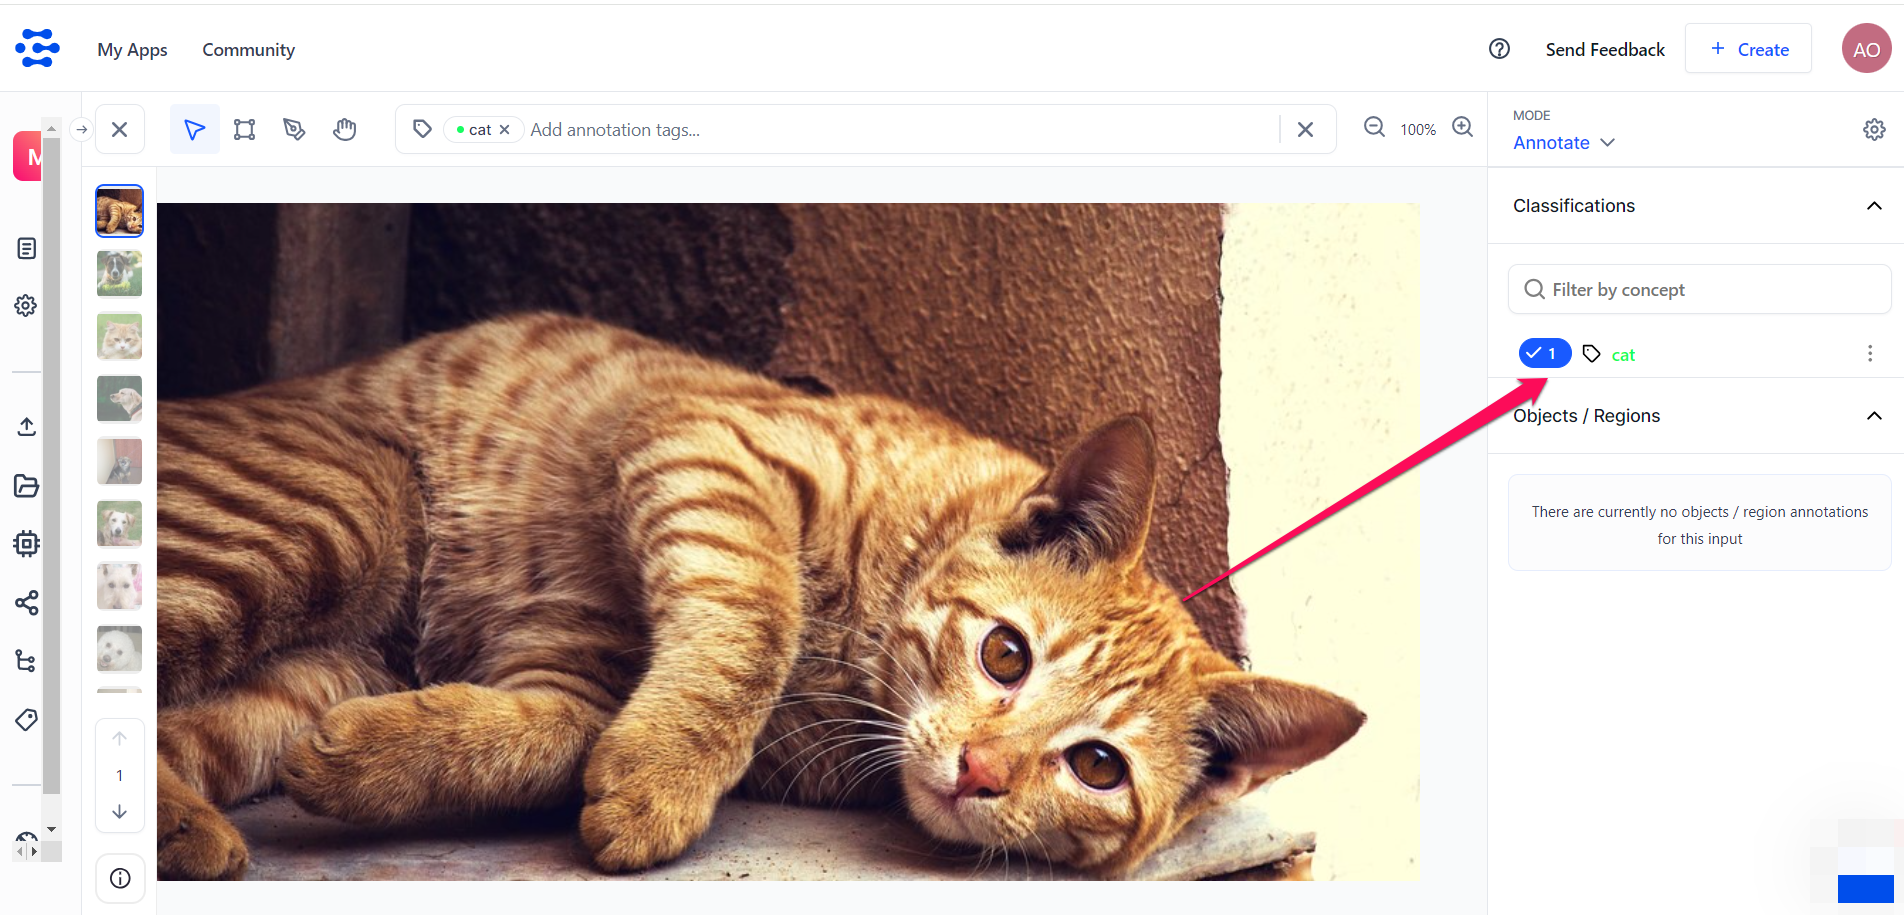 My Apps
Community
Send Feedback
+ Create
AO
M
cat
Add annotation tags...
100%
MODE
Annotate
Classifications
Filter by concept
1
cat
Objects / Regions
There are currently no objects / region annotations
for this input
1